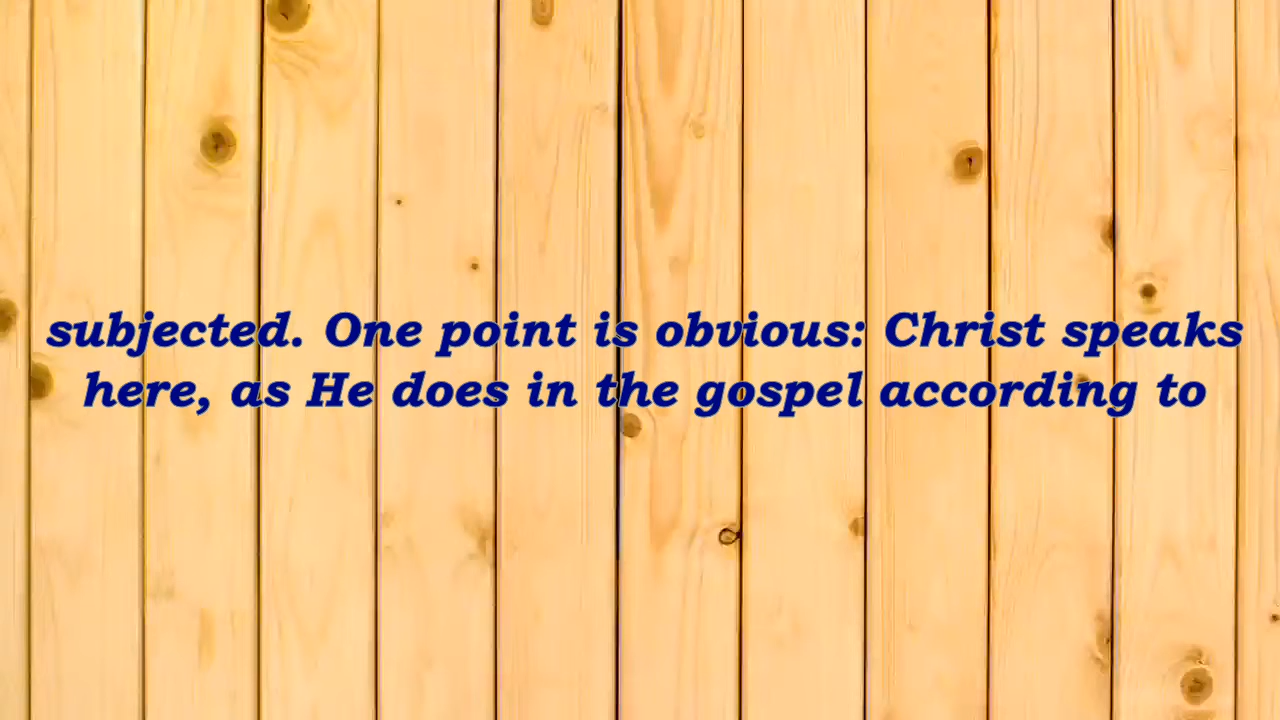 subjected. One point is obvious: Christ speaks
here, as He does in the gospel according to